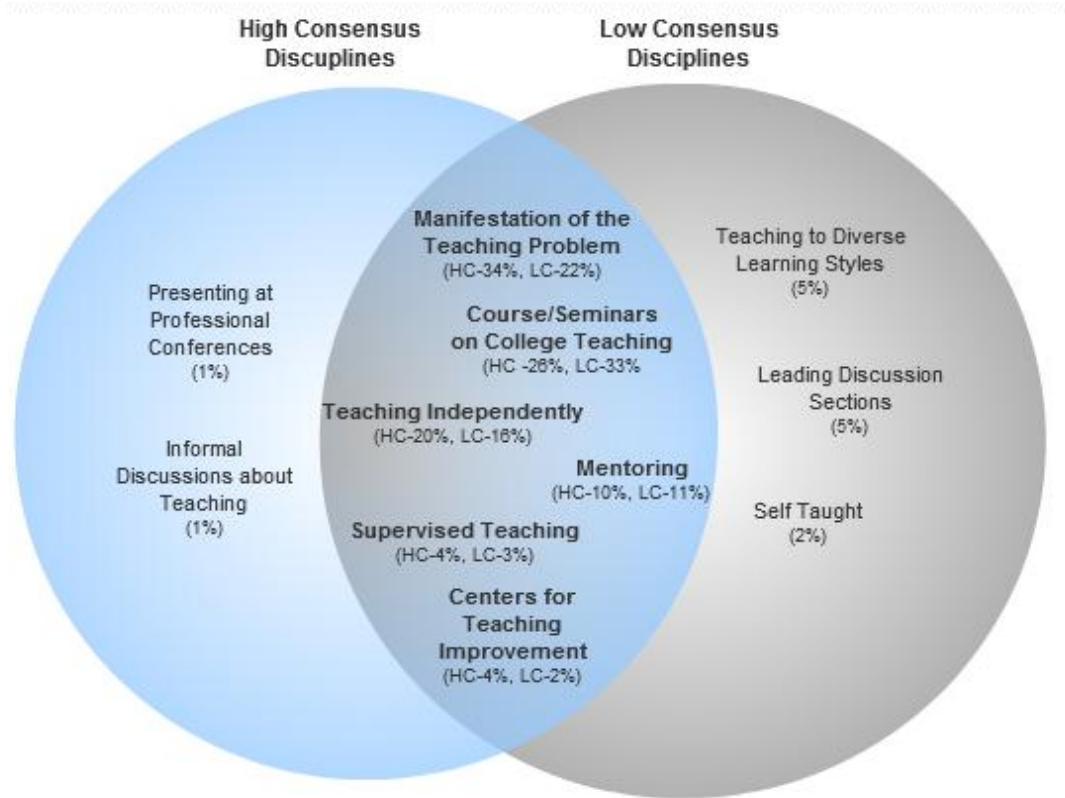 High Consensus
Discuplines
Low Consensus
Disciplines
Manifestation of the
Teaching Problem
(HC-34%, LC-22%)
Course/Seminars
on College Teaching
(HC -26%, LC-33%
Teaching Independently
(HC-20%, LC-16%)
Mentoring
(HC-10%, LC-11%)
Supervised Teaching
(HC-4%, LC-3%)
Centers for
Teaching
Improvement
(HC-4%, LC-2%)
Presenting at
Professional
Conferences
(1%)
Informal
Discussions about
Teaching
(1%)
Teaching to Diverse
Learning Styles
(5%)
Leading Discussion
Sections
(5%)
Self Taught
(2%)